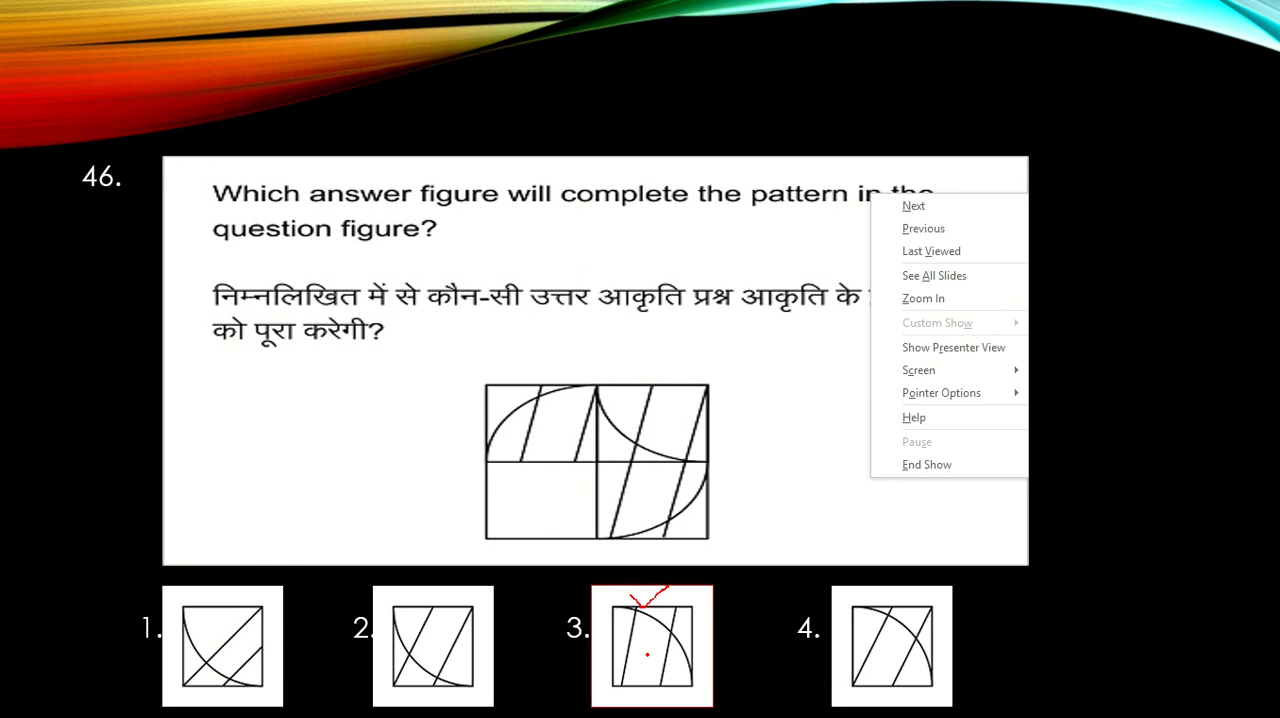 46.
Which answer figure will complete the pattern in the
question figure?
निम्नलिखित में से कौन-सी उत्तर आकृति प्रश्न आकृति के
को पूरा करेगी?
Next
Previous
Last Viewed
See All Slides
Zoom In
Custom Show
Show Presenter View
Screen
Pointer Options
Help
Pause
End Show
1.
2.
3.
4.